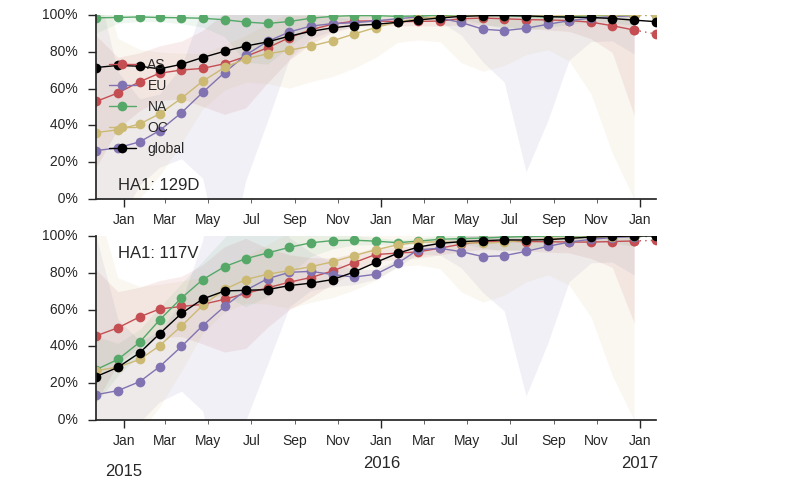 100%
80%
60%
40%
20%
0%
AS
EU
NA
OC
global
HA1: 129D
Jan Mar May Jul Sep Nov Jan Mar May Jul Sep Nov Jan
100%
80%
60%
40%
20%
0%
HA1: 117V
Jan Mar May Jul Sep Nov Jan Mar May Jul Sep Nov Jan
2015 2016 2017